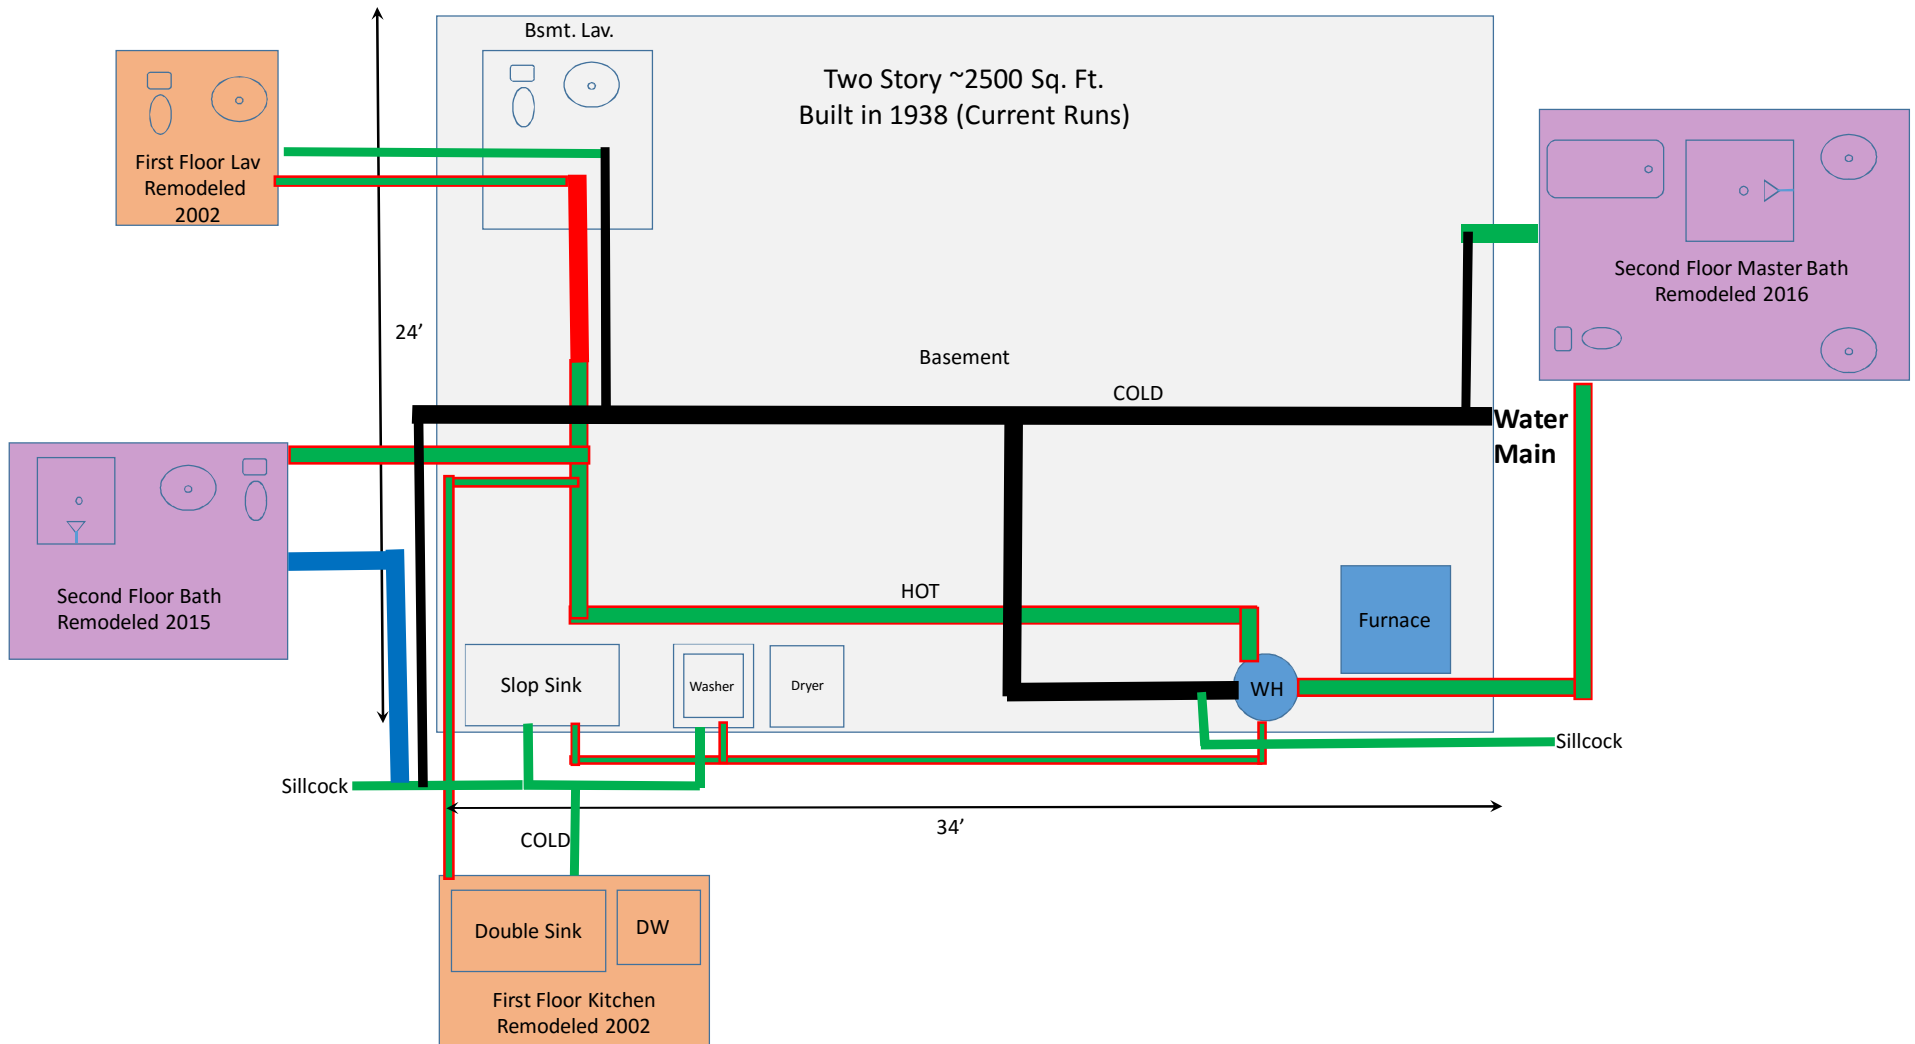 Bsmt. Lav.
Two Story ~2500 Sq. Ft.
Built in 1938 (Current Runs)
First Floor Lav
Remodeled
2002
Second Floor Master Bath
Remodeled 2016
24’
Basement
COLD
Water
Main
HOT
Second Floor Bath
Remodeled 2015
Furnace
Slop Sink
Washer
Dryer
WH
Sillcock
Sillcock
34’
COLD
Double Sink
DW
First Floor Kitchen
Remodeled 2002